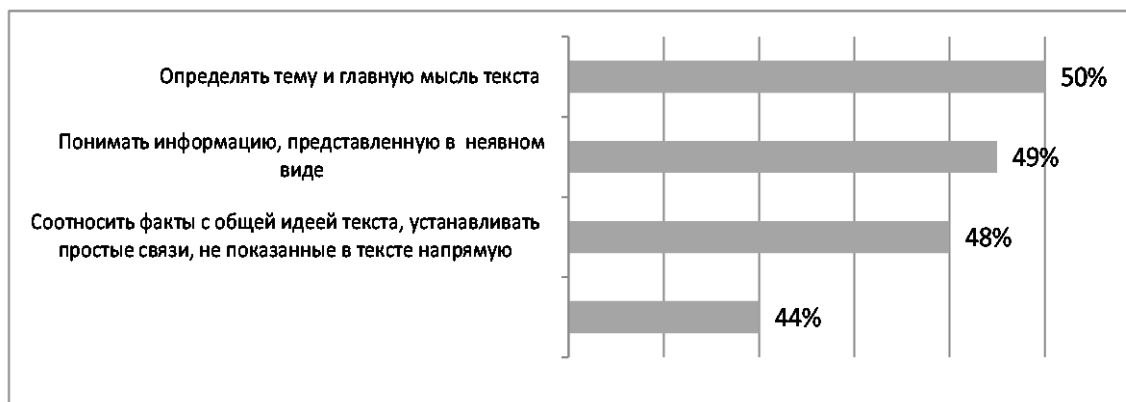 Определять тему и главную мысль текста
50%
Понимать информацию, представленную в неявном
виде
49%
Соотносить факты с общей идеей текста, устанавливать
простые связи, не показанные в тексте напрямую
48%
44%